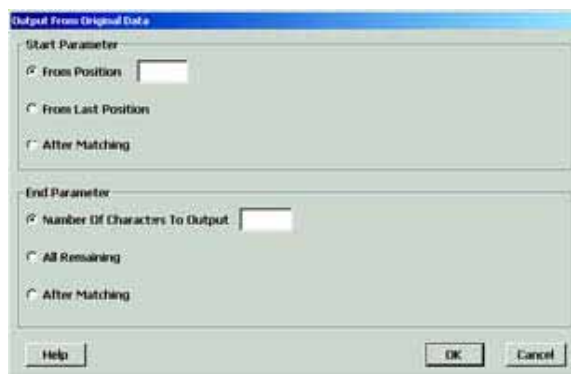 Output From Original Data
Start Parameter
From Position
From Last Position
After Matching
End Parameter
Number Of Characters To Output
All Remaining
After Matching
Help OK Cancel